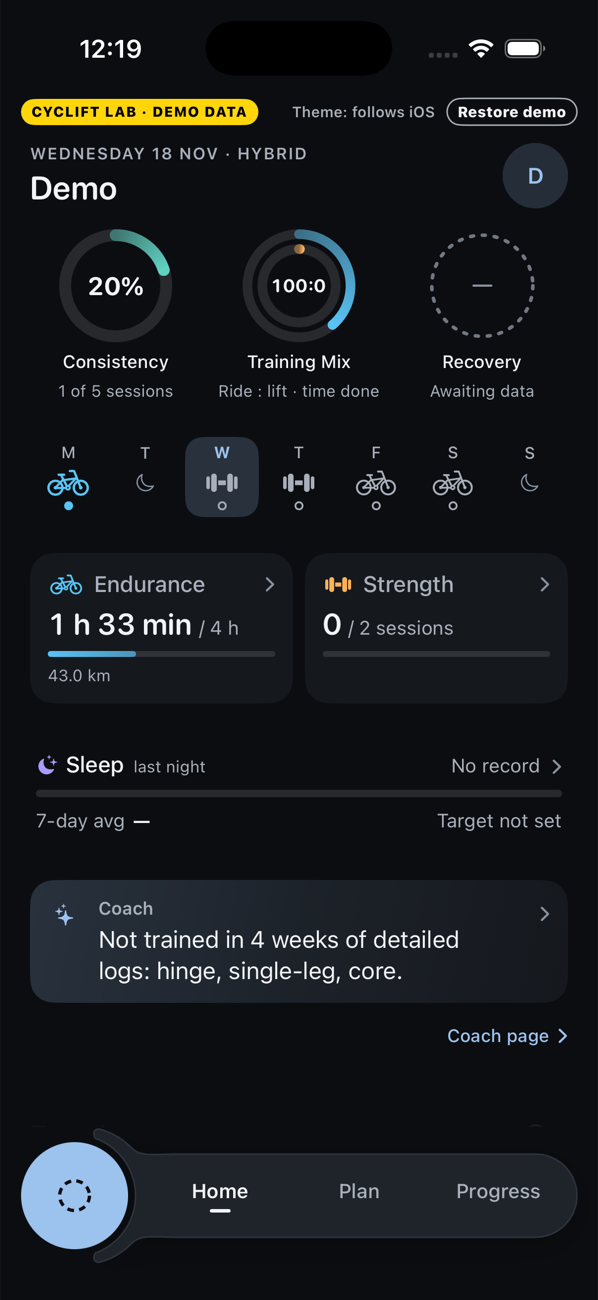 12:19
CYCLIFT LAB · DEMO DATA
Theme: follows iOS
Restore demo
WEDNESDAY 18 NOV · HYBRID
Demo
D
20%
100:0
—
Consistency
Training Mix
Recovery
1 of 5 sessions
Ride : lift · time done
Awaiting data
M T W T F S S
Endurance
1 h 33 min / 4 h
43.0 km
Strength
0 / 2 sessions
Sleep last night
No record
7-day avg —
Target not set
Coach
Not trained in 4 weeks of detailed
logs: hinge, single-leg, core.
Coach page
Home
Plan
Progress